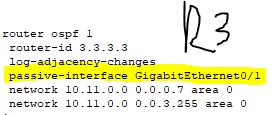 R3
router ospf 1
router-id 3.3.3.3
log-adjacency-changes
passive-interface GigabitEthernet0/1
network 10.11.0.0 0.0.0.7 area 0
network 10.11.0.0 0.0.3.255 area 0